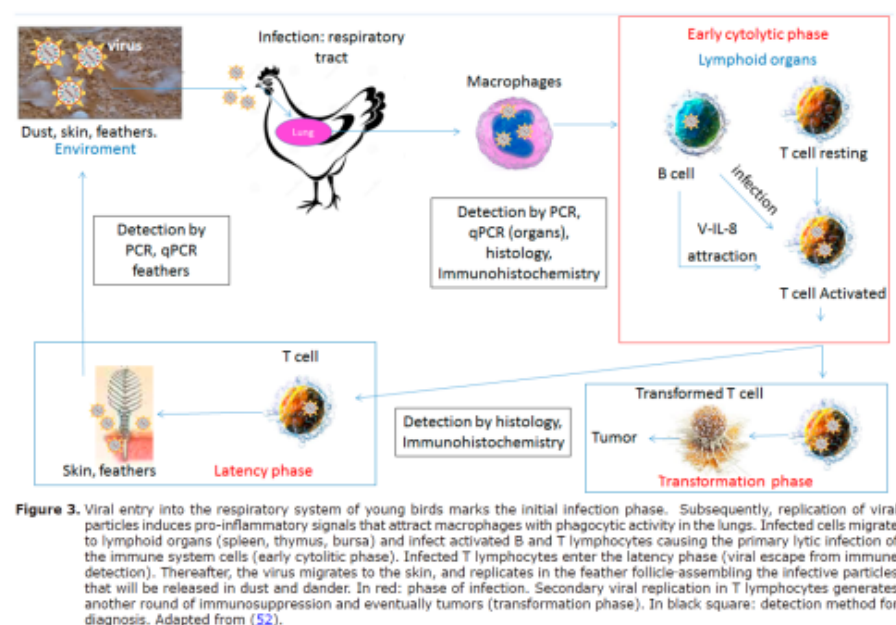 virus
Dust, skin, feathers.
Enviroment
Infection: respiratory
tract
Lung
Macrophages
Early cytolytic phase
Lymphoid organs
B cell
T cell resting
infection
V-IL-8
attraction
T cell Activated
Detection by
PCR, qPCR
feathers
Detection by PCR,
qPCR (organs),
histology,
Immunohistochemistry
T cell
Skin, feathers
Latency phase
Detection by histology,
Immunohistochemistry
Transformed T cell
Tumor
Transformation phase
Figure 3. Viral entry into the respiratory system of young birds marks the initial infection phase. Subsequently, replication of viral
particles induces pro-inflammatory signals that attract macrophages with phagocytic activity in the lungs. Infected cells migrate
to lymphoid organs (spleen, thymus, bursa) and infect activated B and T lymphocytes causing the primary lytic infection of
the immune system cells (early cytolitic phase). Infected T lymphocytes enter the latency phase (viral escape from immune
detection). Thereafter, the virus migrates to the skin, and replicates in the feather follicle-assembling the infective particles
that will be released in dust and dander. In red: phase of infection. Secondary viral replication in T lymphocytes generates
another round of immunosuppression and eventually tumors (transformation phase). In black square: detection method for
diagnosis. Adapted from (52).